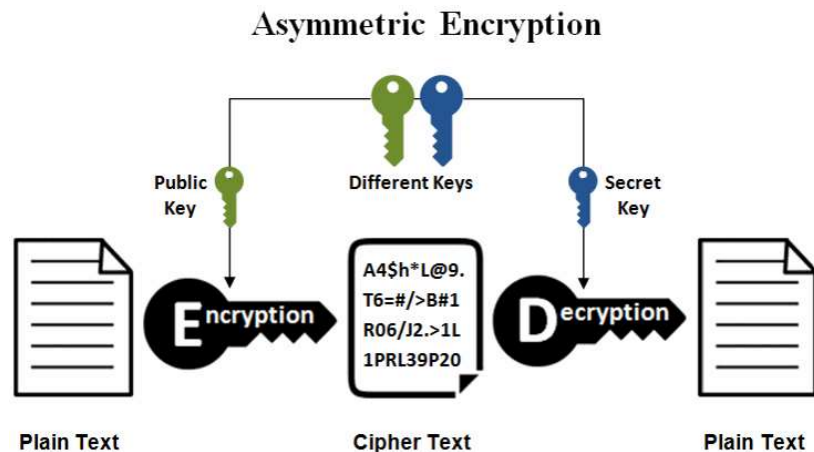 Asymmetric Encryption
Public
Key
Different Keys
Secret
Key
Encryption
A4$h*L@9.
T6=#/>B#1
R06/J2.>1L
1PRL39P20
Decryption
Plain Text
Cipher Text
Plain Text